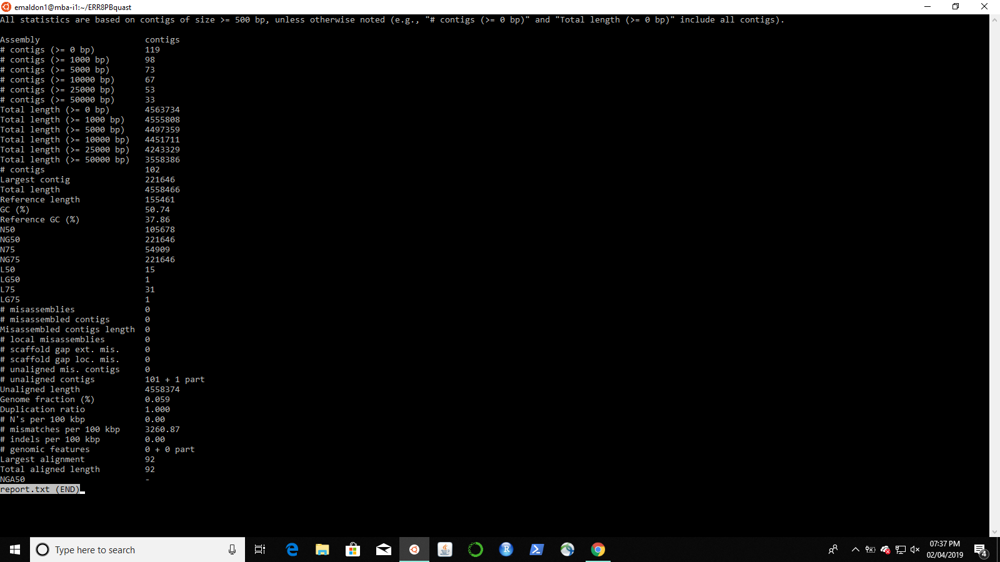 emaldon1@mba-i1:~/ERR8PBquast
All statistics are based on contigs of size >= 500 bp, unless otherwise noted (e.g., "# contigs (>= 0 bp)" and "Total length (>= 0 bp)" include all contigs).
Assembly contigs
# contigs (>= 0 bp) 119
# contigs (>= 1000 bp) 98
# contigs (>= 5000 bp) 73
# contigs (>= 10000 bp) 67
# contigs (>= 25000 bp) 53
# contigs (>= 50000 bp) 33
Total length (>= 0 bp) 4563734
Total length (>= 1000 bp) 4555808
Total length (>= 5000 bp) 4497359
Total length (>= 10000 bp) 4451711
Total length (>= 25000 bp) 4243329
Total length (>= 50000 bp) 3558386
# contigs 102
Largest contig 221646
Total length 4558466
Reference length 155461
GC (%) 50.74
Reference GC (%) 37.86
N50 105678
NG50 221646
N75 54909
NG75 221646
L50 15
LG50 1
L75 31
LG75 1
# misassemblies 0
# misassembled contigs 0
Misassembled contigs length 0
# local misassemblies 0
# scaffold gap ext. mis. 0
# scaffold gap loc. mis. 0
# unaligned mis. contigs 0
# unaligned contigs 101 + 1 part
Unaligned length 4558374
Genome fraction (%) 0.059
Duplication ratio 1.000
# N's per 100 kbp 0.00
# mismatches per 100 kbp 3260.87
# indels per 100 kbp 0.00
# genomic features 0 + 0 part
Largest alignment 92
Total aligned length 92
NGA50 -
report.txt (END)
Type here to search
07:37 PM
02/04/2019
4